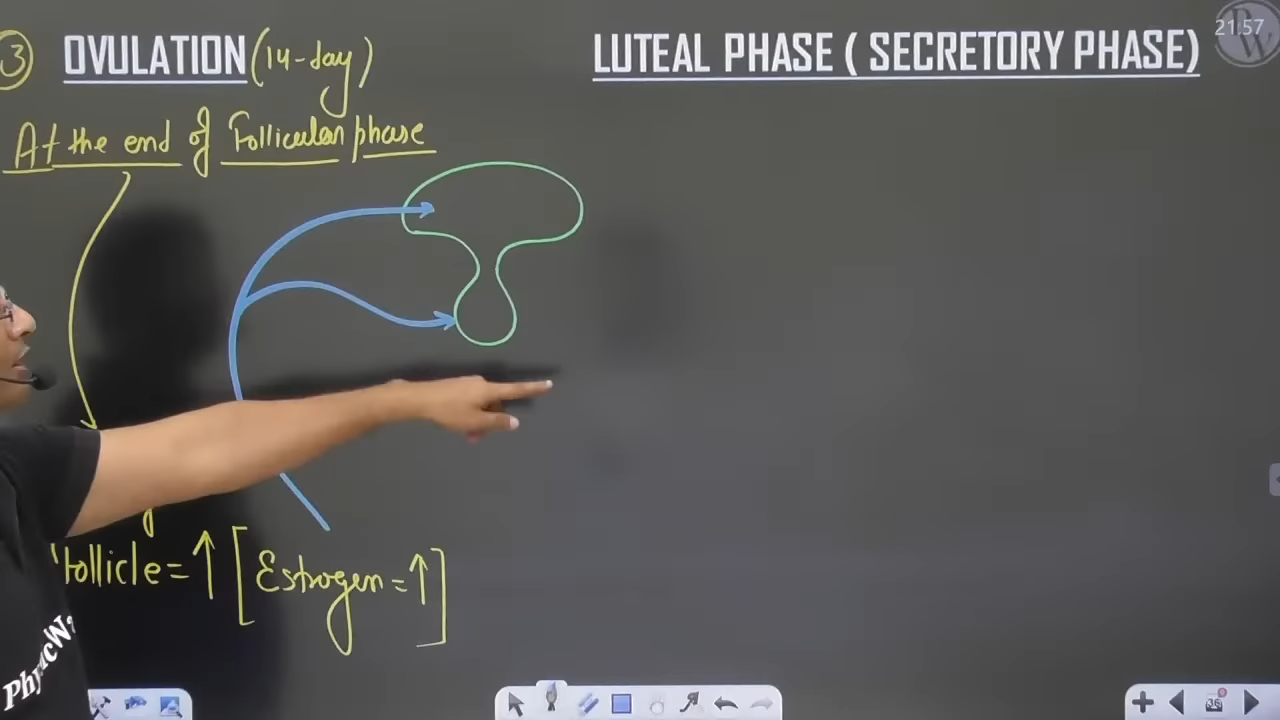 3 OVULATION (14-day)
LUTEAL PHASE ( SECRETORY PHASE)
21:57
At the end of Follicular phase
Follicle = ↑ [ Estrogen = ↑ ]